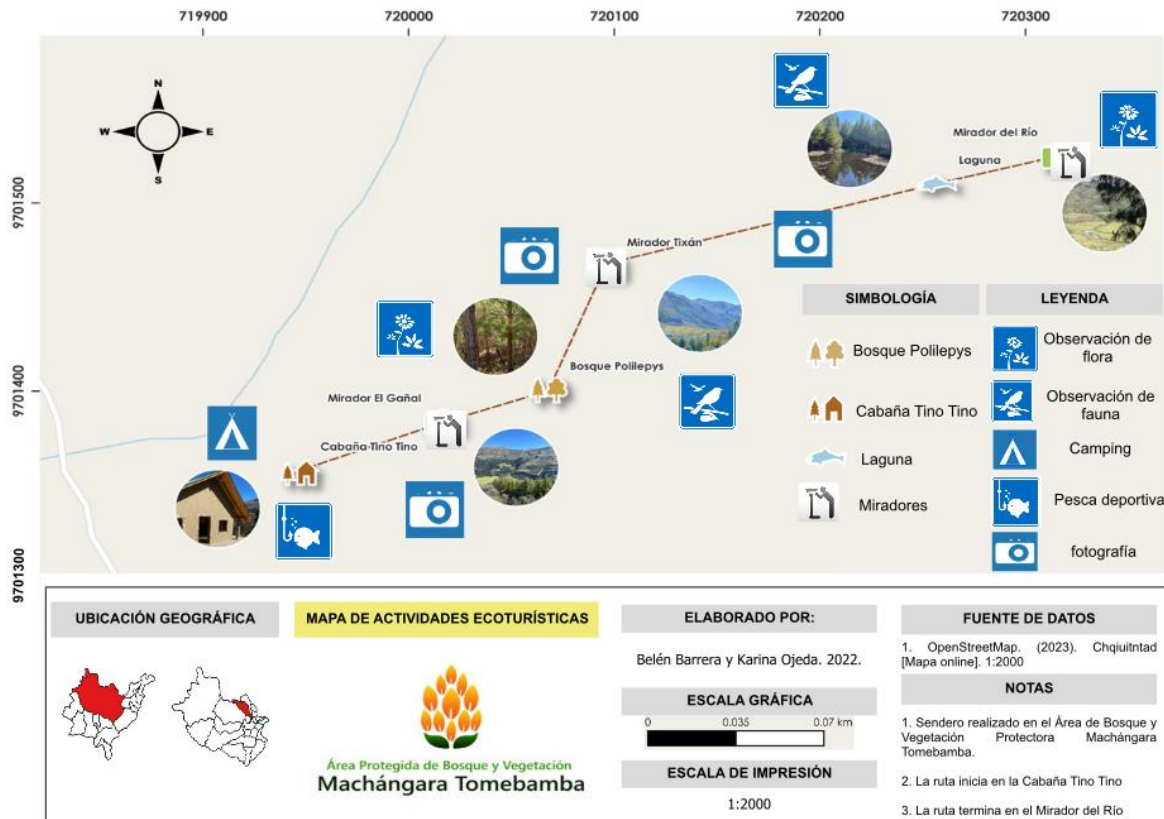 719900
720000
720100
720200
720300
9701500
9701400
9701300
N
W
E
S
Mirador del Río
Laguna
Mirador Tixán
Bosque Polilepys
Mirador El Gañal
Cabaña-Tino Tino
SIMBOLOGÍA
Bosque Polilepys
Cabaña Tino Tino
Laguna
Miradores
LEYENDA
Observación de
flora
Observación de
fauna
Camping
Pesca deportiva
fotografía
UBICACIÓN GEOGRÁFICA
MAPA DE ACTIVIDADES ECOTURÍSTICAS
Área Protegida de Bosque y Vegetación
Machángara Tomebamba
ELABORADO POR:
Belén Barrera y Karina Ojeda. 2022.
ESCALA GRÁFICA
0 0.035 0.07 km
ESCALA DE IMPRESIÓN
1:2000
FUENTE DE DATOS
1. OpenStreetMap. (2023). Chqiuitntad
[Mapa online]. 1:2000
NOTAS
1. Sendero realizado en el Área de Bosque y
Vegetación Protectora Machángara
Tomebamba.
2. La ruta inicia en la Cabaña Tino Tino
3. La ruta termina en el Mirador del Río